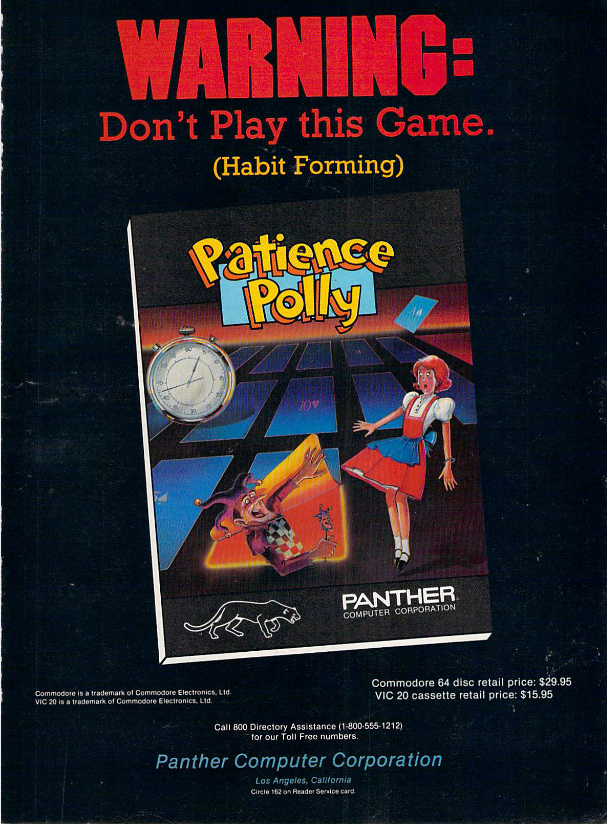 WARNING:
Don't Play this Game.
(Habit Forming)
Patience
Polly
10♥
PANTHER
COMPUTER CORPORATION
Commodore 64 disc retail price: $29.95
VIC 20 cassette retail price: $15.95
Commodore is a trademark of Commodore Electronics, Ltd.
VIC 20 is a trademark of Commodore Electronics, Ltd.
Call 800 Directory Assistance (1-800-555-1212)
for our Toll Free numbers.
Panther Computer Corporation
Los Angeles, California
Circle 162 on Reader Service card.